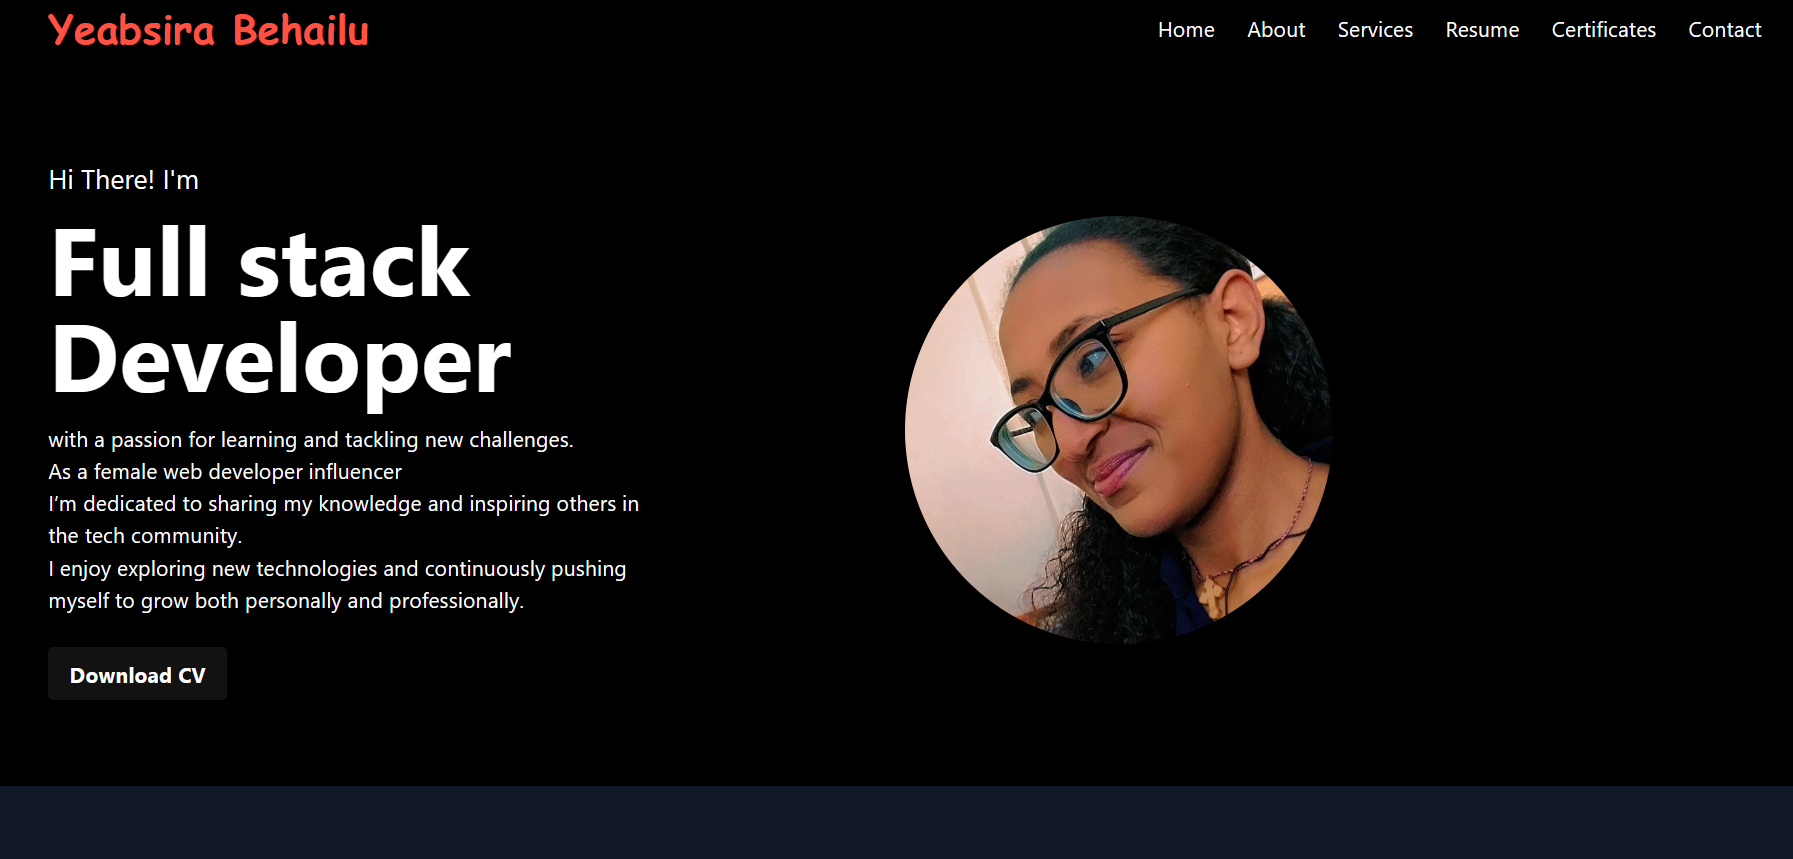 Yeabsira Behailu
Home About Services Resume Certificates Contact
Hi There! I'm
Full stack
Developer
with a passion for learning and tackling new challenges.
As a female web developer influencer
I’m dedicated to sharing my knowledge and inspiring others in
the tech community.
I enjoy exploring new technologies and continuously pushing
myself to grow both personally and professionally.
Download CV